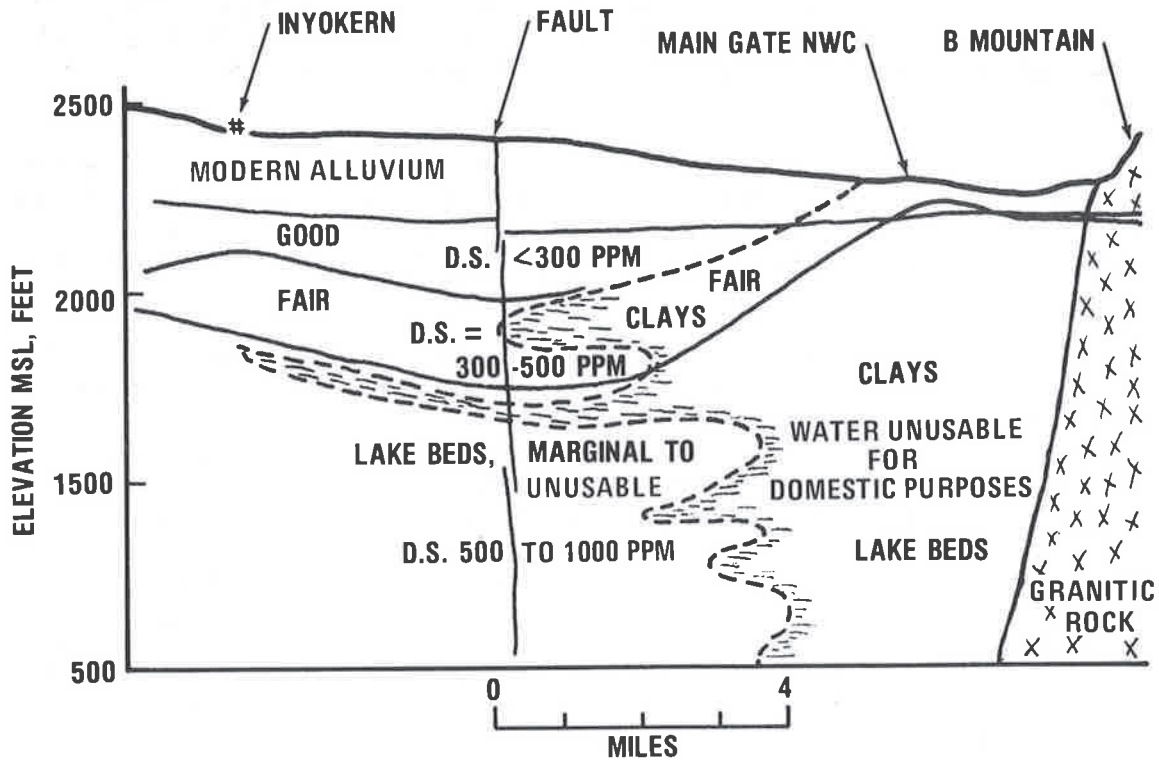 INYOKERN
FAULT
MAIN GATE NWC
B MOUNTAIN
2500
2000
1500
500
ELEVATION MSL, FEET
#
MODERN ALLUVIUM
GOOD
D.S. <300 PPM
FAIR
FAIR
CLAYS
D.S. =
300-500 PPM
CLAYS
LAKE BEDS, MARGINAL TO
UNUSABLE
WATER UNUSABLE
FOR
DOMESTIC PURPOSES
D.S. 500 TO 1000 PPM
LAKE BEDS
GRANITIC
ROCK
0
4
MILES